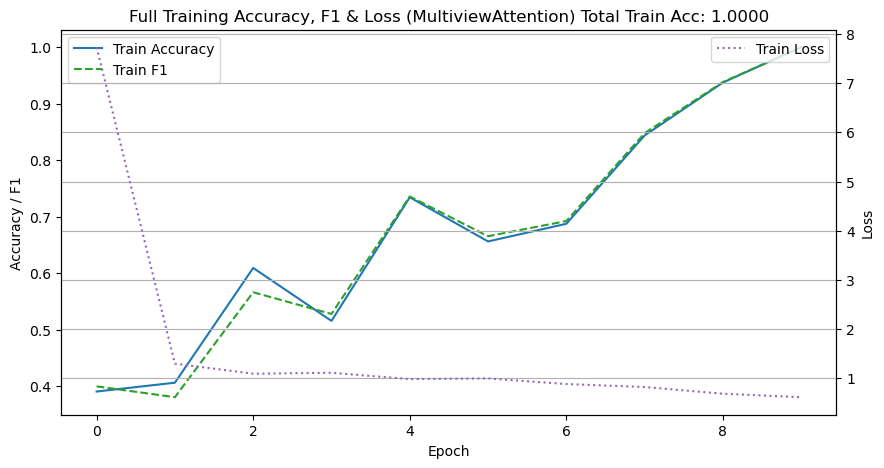 Full Training Accuracy, F1 & Loss (MultiviewAttention) Total Train Acc: 1.0000
Train Accuracy
Train F1
Train Loss
Accuracy / F1
1.0
0.9
0.8
0.7
0.6
0.5
0.4
8
7
6
5
4
3
2
1
Loss
0 2 4 6 8
Epoch